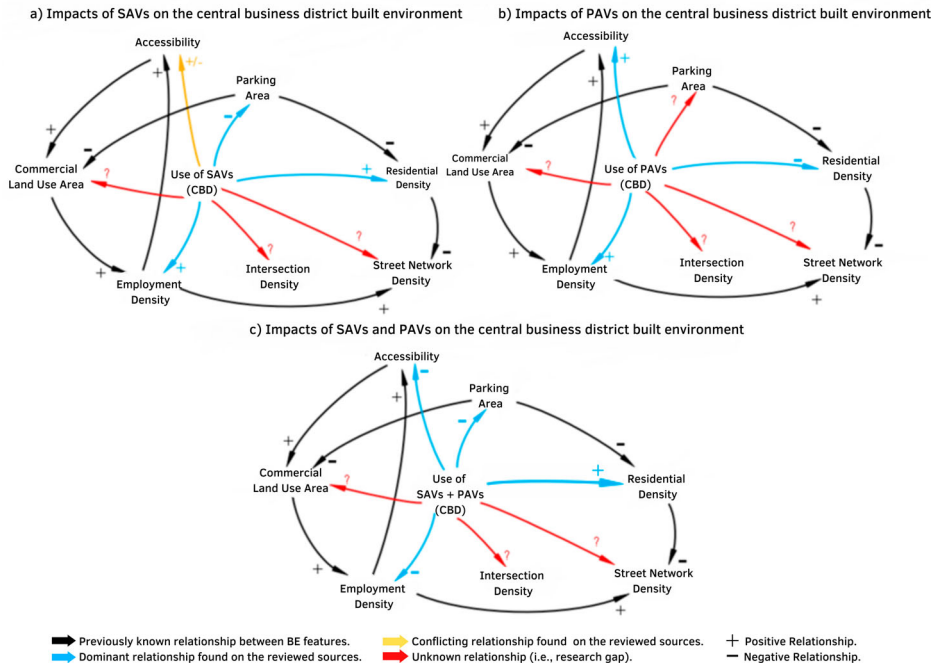 a) Impacts of SAVs on the central business district built environment
Accessibility
+/-
+
Parking
Area
+
-
-
-
Commercial
Land Use Area
?
Use of SAVs
(CBD)
+
Residential
Density
?
-
?
+
+
Employment
Density
Intersection
Density
Street Network
Density
+
b) Impacts of PAVs on the central business district built environment
Accessibility
+
+
Parking
Area
?
+
-
-
Commercial
Land Use Area
?
Use of PAVs
(CBD)
-
Residential
Density
?
?
-
+
+
Employment
Density
Intersection
Density
Street Network
Density
+
c) Impacts of SAVs and PAVs on the central business district built environment
Accessibility
-
+
Parking
Area
-
+
-
-
Commercial
Land Use Area
?
Use of
SAVs + PAVs
(CBD)
+
Residential
Density
?
?
-
+
-
Employment
Density
Intersection
Density
Street Network
Density
+
Previously known relationship between BE features.
Conflicting relationship found on the reviewed sources.
+ Positive Relationship.
Dominant relationship found on the reviewed sources.
Unknown relationship (i.e., research gap).
- Negative Relationship.